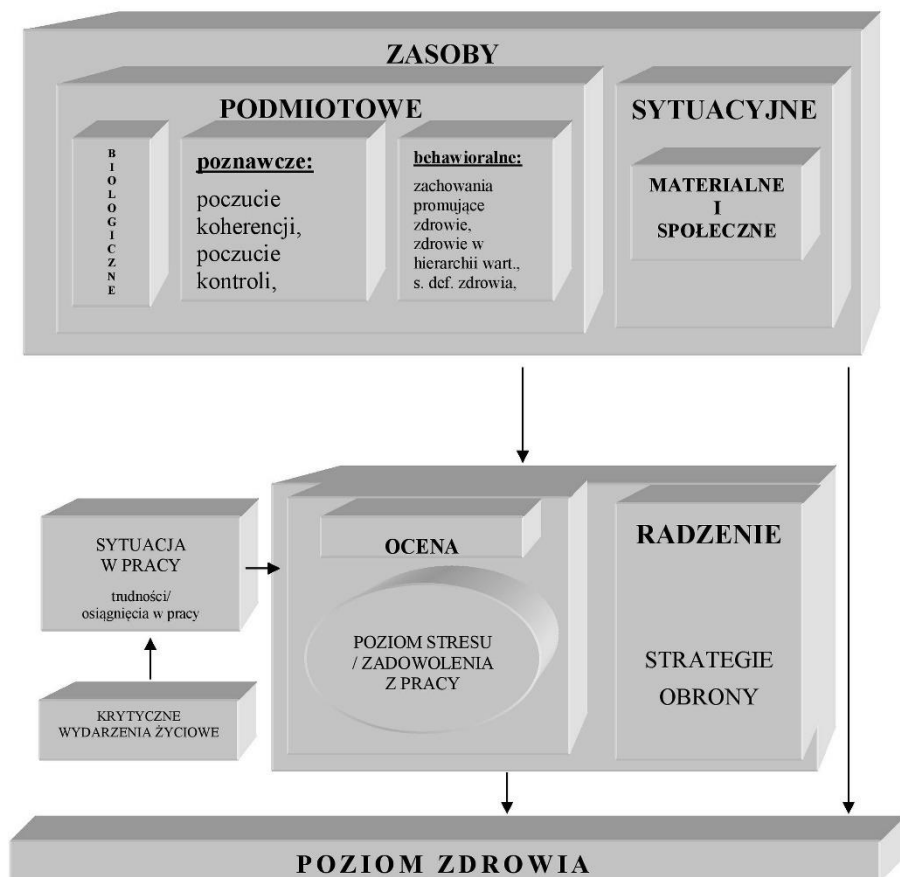 ZASOBY
PODMIOTOWE
BIOLOGICZNE
poznawcze:
poczucie
koherencji,
poczucie
kontroli,
behawioralne:
zachowania
promujące
zdrowie,
zdrowie w
hierarchii wart.,
s. def. zdrowia,
SYTUACYJNE
MATERIALNE
I
SPOŁECZNE
SYTUACJA
W PRACY
trudności/
osiągnięcia w pracy
KRYTYCZNE
WYDARZENIA ŻYCIOWE
OCENA
POZIOM STRESU
/ ZADOWOLENIA
Z PRACY
RADZENIE
STRATEGIE
OBRONY
POZIOM ZDROWIA